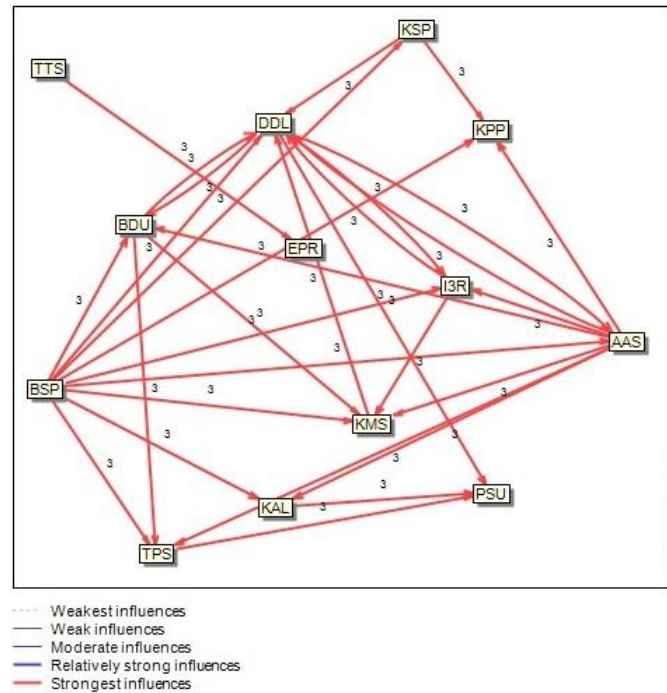 KSP
TTS
3
3
DDL
KPP
3
3
3
3
3
BDU
3
3
EPR
3
3
3
3
I3R
3
3
3
3
3
3
3
AAS
3
3
BSP
3
3
3
KMS
3
3
3
3
3
PSU
KAL
3
TPS
Weakest influences
Weak influences
Moderate influences
Relatively strong influences
Strongest influences